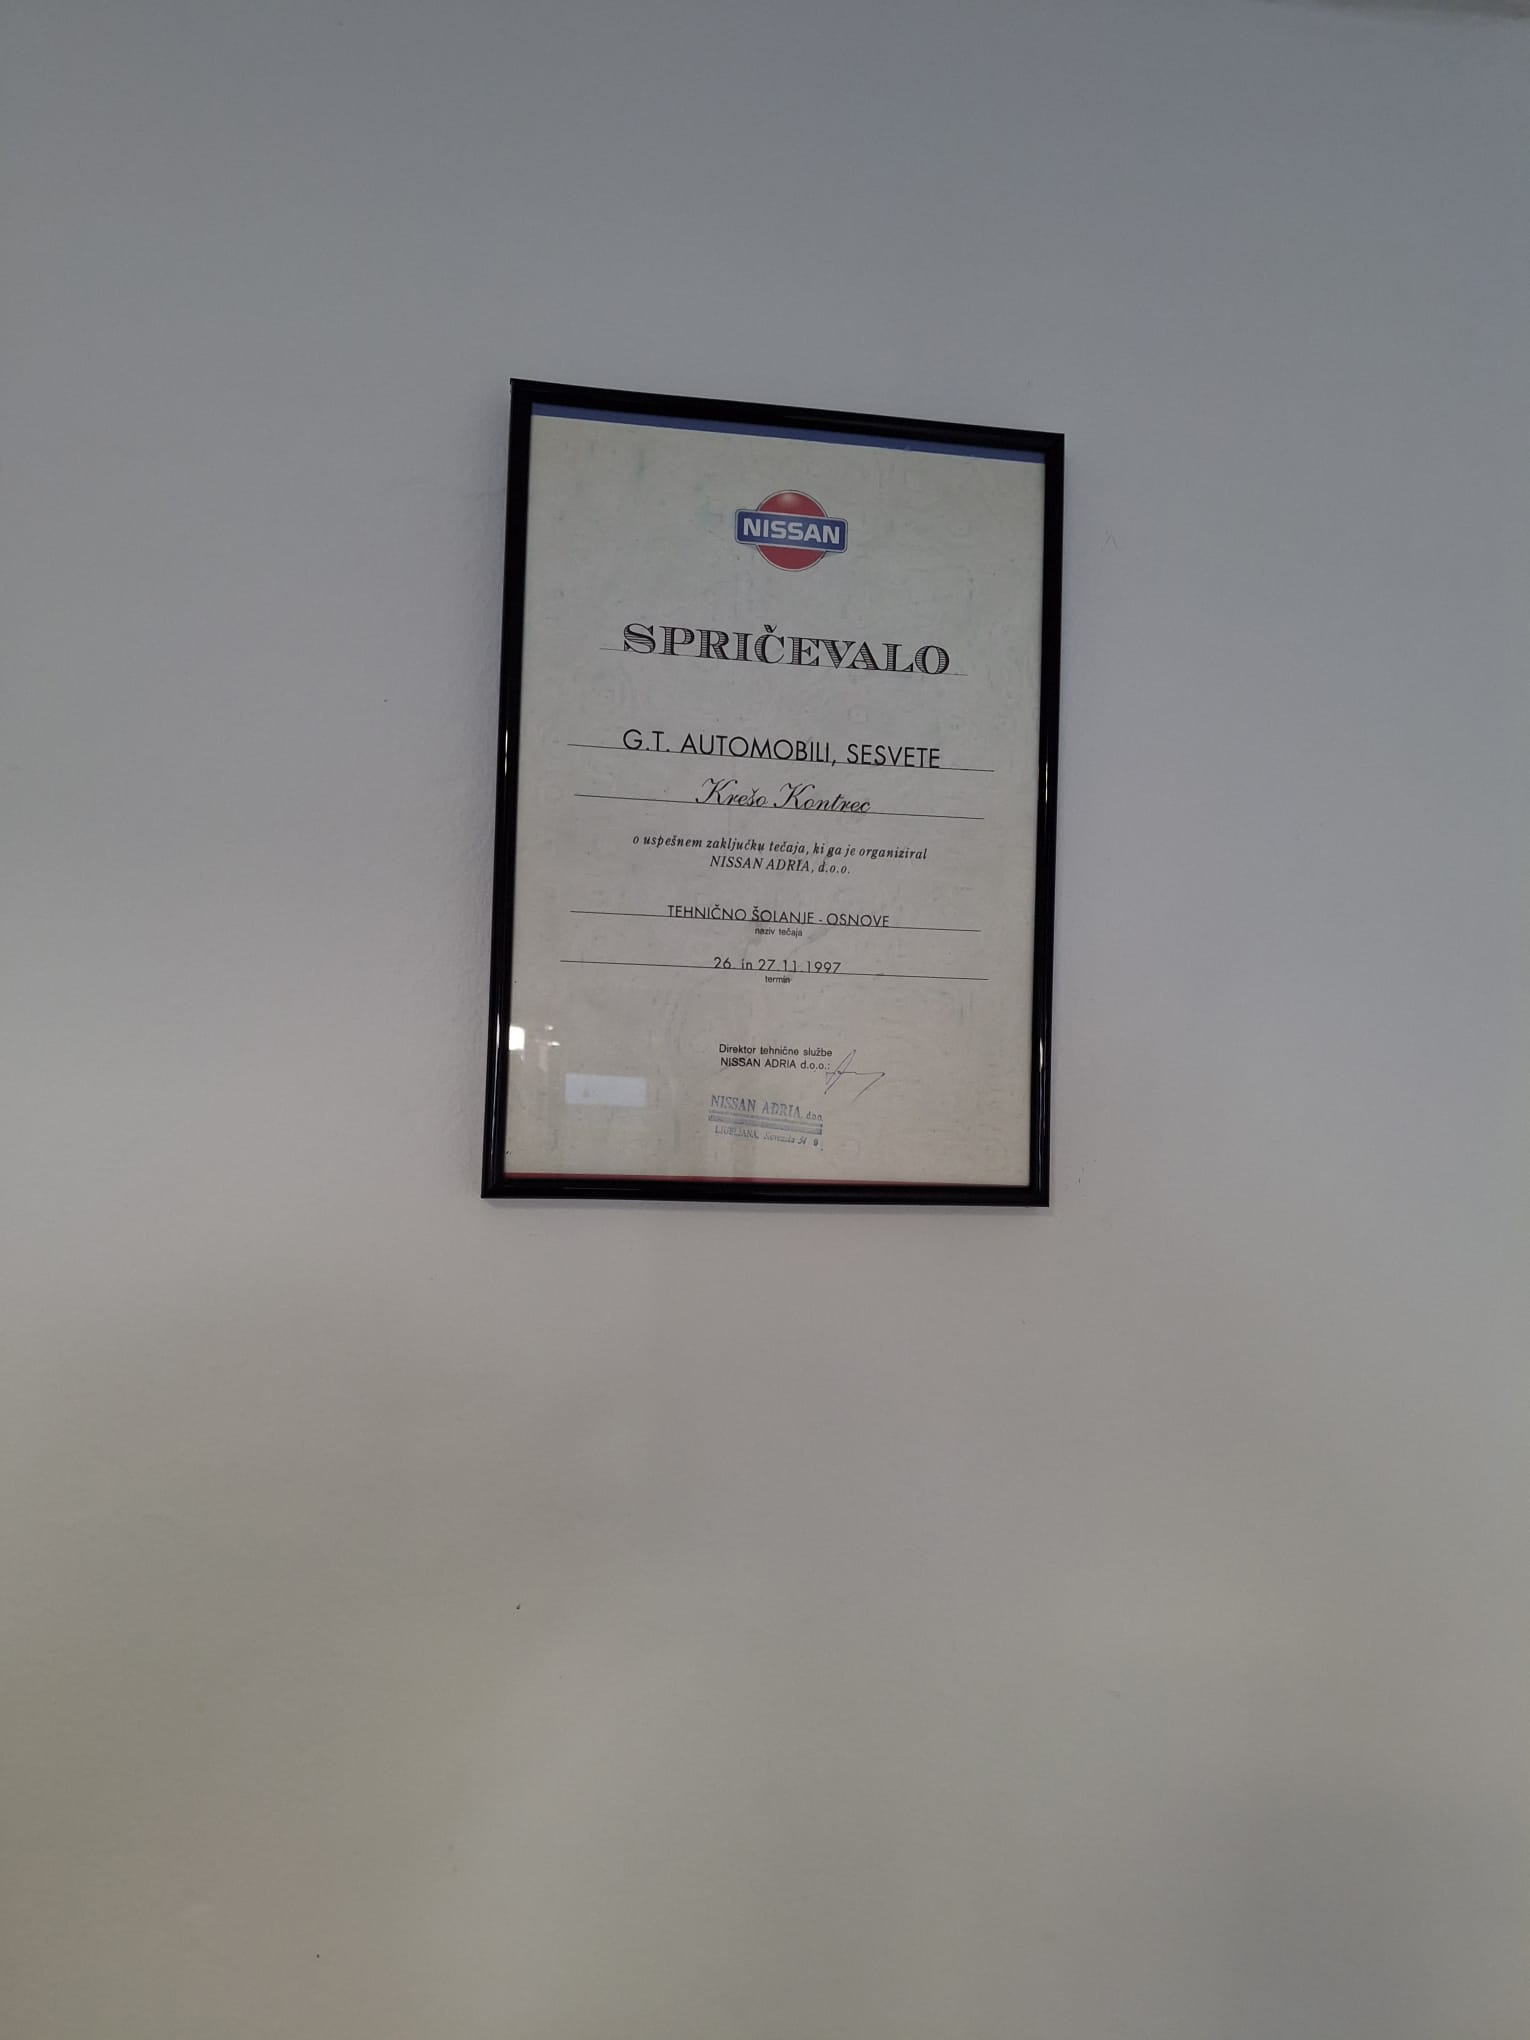 NISSAN
SPRIČEVALO
G.T. AUTOMOBILI, SESVETE
Krešo Kontrec
o uspešnem zaključku tečaja, ki ga je organiziral
NISSAN ADRIA, d.o.o.
TEHNIČNO ŠOLANJE - OSNOVE
naziv tečaja
26. in 27.11.1997
termin
Direktor tehnične službe
NISSAN ADRIA d.o.o.:
NISSAN ADRIA d.o.o.
LJUBLJANA,